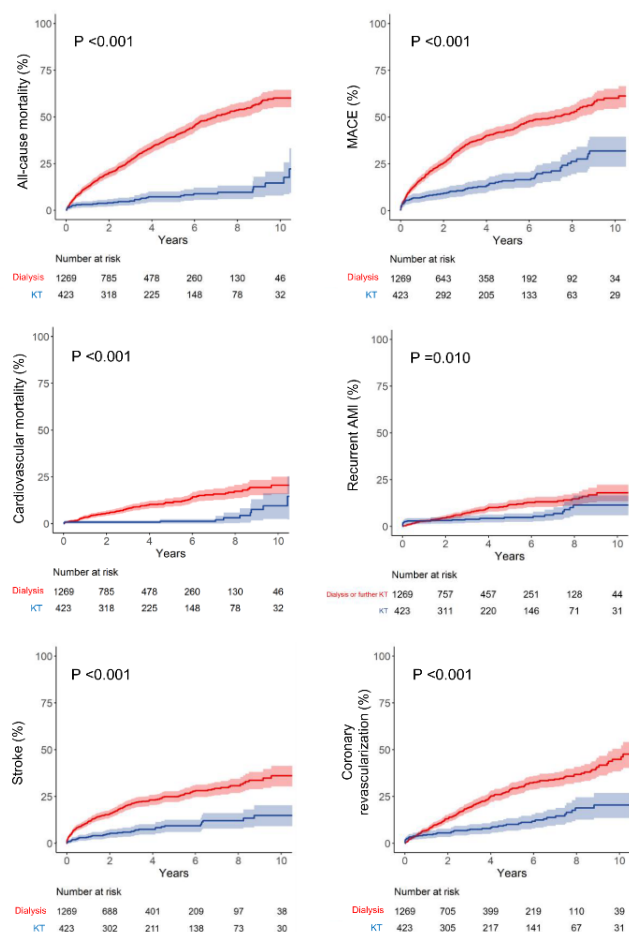 P <0.001
All-cause mortality (%)
100
75
50
25
0
0 2 4 6 8 10
Years
Number at risk
Dialysis 1269 785 478 260 130 46
KT 423 318 225 148 78 32
P <0.001
MACE (%)
100
75
50
25
0
0 2 4 6 8 10
Years
Number at risk
Dialysis 1269 643 358 192 92 34
KT 423 292 205 133 63 29
P <0.001
Cardiovascular mortality (%)
100
75
50
25
0
0 2 4 6 8 10
Years
Number at risk
Dialysis 1269 785 478 260 130 46
KT 423 318 225 148 78 32
P =0.010
Recurrent AMI (%)
100
75
50
25
0
0 2 4 6 8 10
Years
Number at risk
Dialysis or further KT 1269 757 457 251 128 44
KT 423 311 220 146 71 31
P <0.001
Stroke (%)
100
75
50
25
0
0 2 4 6 8 10
Years
Number at risk
Dialysis 1269 688 401 209 97 38
KT 423 302 211 138 73 30
P <0.001
Coronary
revascularization (%)
100
75
50
25
0
0 2 4 6 8 10
Years
Number at risk
Dialysis 1269 705 399 219 110 39
KT 423 305 217 141 67 31